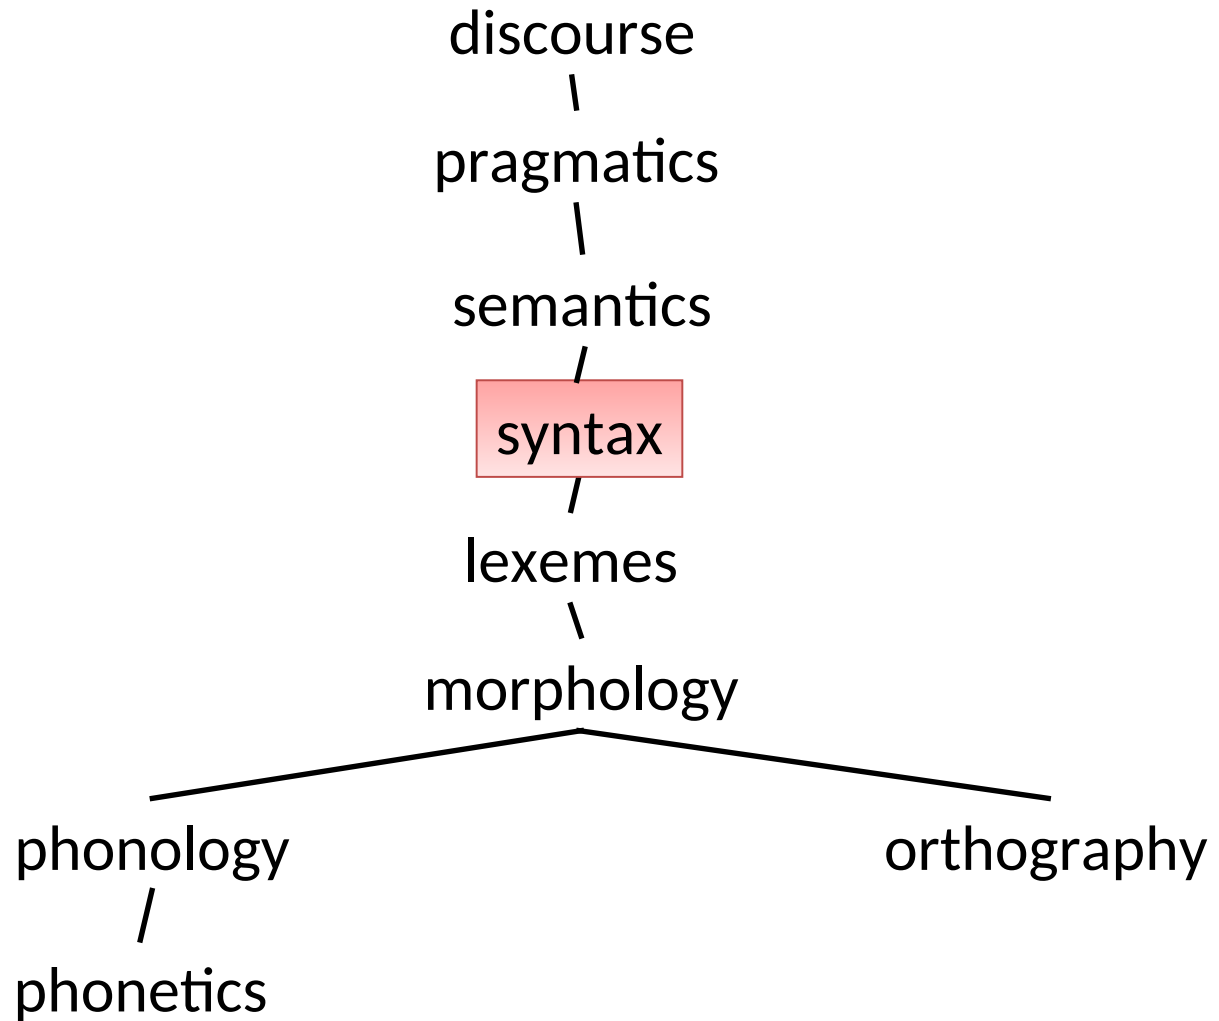 discourse
pragmatics
semantics
syntax
lexemes
morphology
phonology
orthography
phonetics